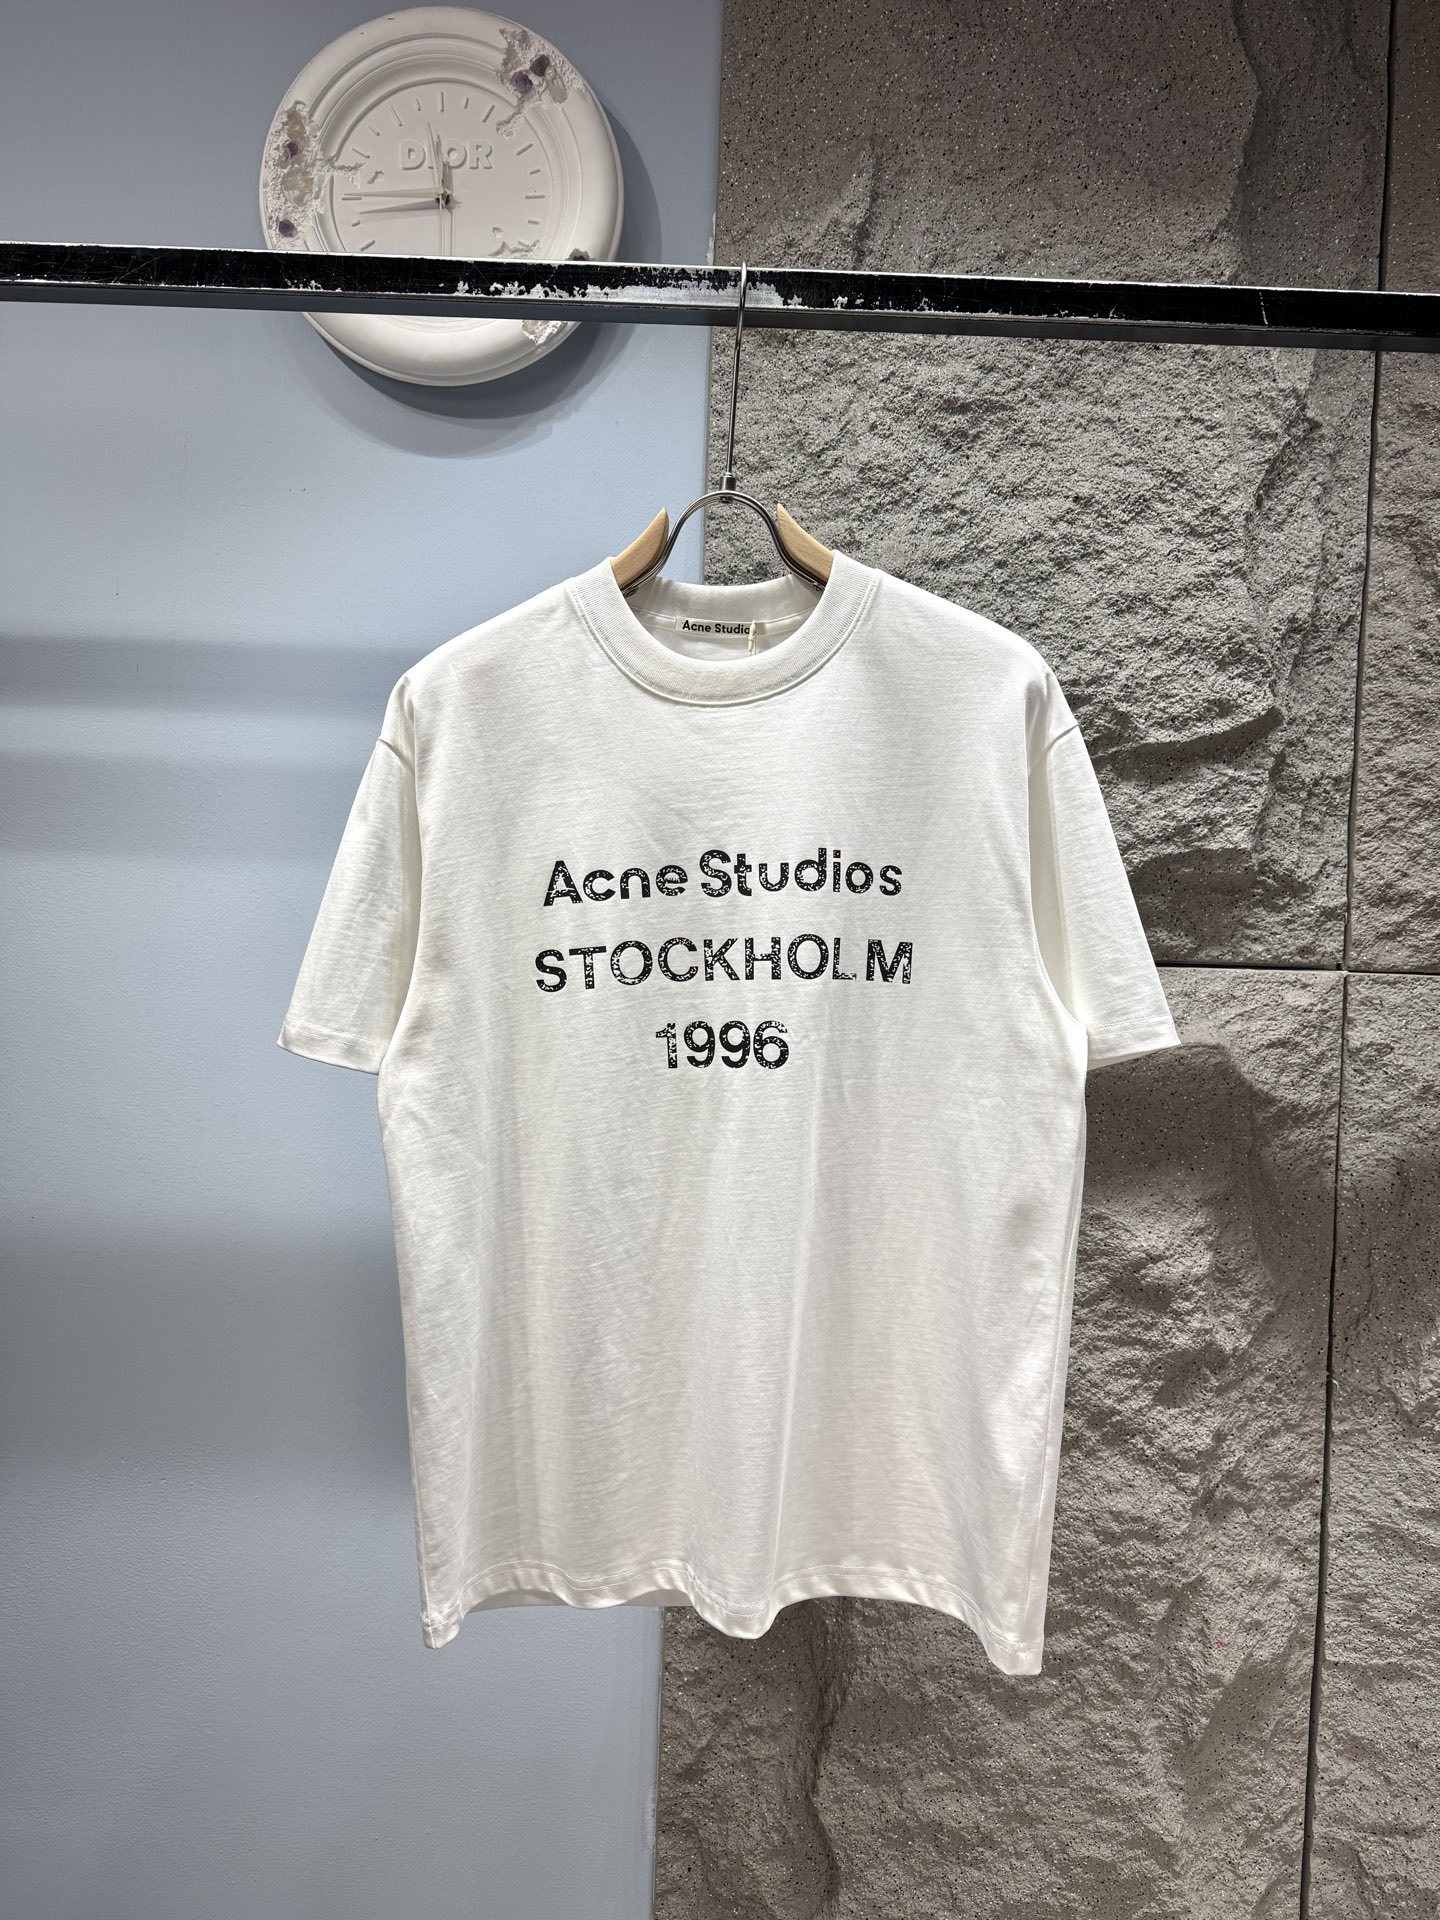 DIOR
Acne Studios
Acne Studios
STOCKHOLM
1996